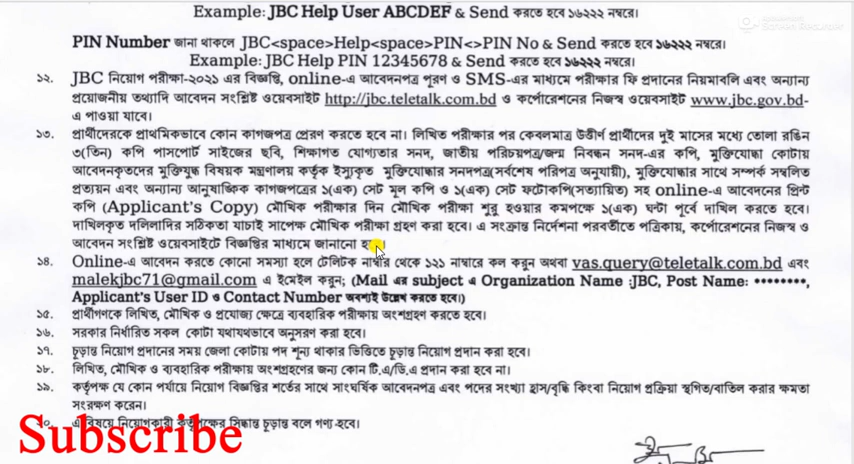 Example: JBC Help User ABCDEF & Send করতে হবে ১৬২২২ নম্বরে।
PIN Number জানা থাকলে JBC<space>Help<space>PIN<>PIN No & Send করতে হবে ১৬২২২ নম্বরে।
Example: JBC Help PIN 12345678 & Send করতে হবে ১৬২২২ নম্বরে।
১২. JBC নিয়োগ পরীক্ষা-২০২১ এর বিজ্ঞপ্তি, online-এ আবেদনপত্র পূরণ ও SMS-এর মাধ্যমে পরীক্ষার ফি প্রদানের নিয়মাবলি এবং অন্যান্য
প্রয়োজনীয় তথ্যাদি আবেদন সংশ্লিষ্ট ওয়েবসাইট http://jbc.teletalk.com.bd ও কর্পোরেশনের নিজস্ব ওয়েবসাইট www.jbc.gov.bd-
এ পাওয়া যাবে।
১৩. প্রার্থীদেরকে প্রাথমিকভাবে কোন কাগজপত্র প্রেরণ করতে হবে না। লিখিত পরীক্ষার পর কেবলমাত্র উত্তীর্ণ প্রার্থীদের দুই মাসের মধ্যে তোলা রঙিন
৩(তিন) কপি পাসপোর্ট সাইজের ছবি, শিক্ষাগত যোগ্যতার সনদ, জাতীয় পরিচয়পত্র/জন্ম নিবন্ধন সনদ-এর কপি, মুক্তিযোদ্ধা কোটায়
আবেদনকৃতদের মুক্তিযুদ্ধ বিষয়ক মন্ত্রণালয় কর্তৃক ইস্যুকৃত মুক্তিযোদ্ধার সনদপত্র(সর্বশেষ পরিপত্র অনুযায়ী), মুক্তিযোদ্ধার সাথে সম্পর্ক সম্বলিত
প্রত্যয়ন এবং অন্যান্য আনুষাঙ্গিক কাগজপত্রের ১(এক) সেট মূল কপি ও ১(এক) সেট ফটোকপি(সত্যায়িত) সহ online-এ আবেদনের প্রিন্ট
কপি (Applicant's Copy) মৌখিক পরীক্ষার দিন মৌখিক পরীক্ষা শুরু হওয়ার কমপক্ষে ১(এক) ঘন্টা পূর্বে দাখিল করতে হবে।
দাখিলকৃত দলিলাদির সঠিকতা যাচাই সাপেক্ষ মৌখিক পরীক্ষা গ্রহণ করা হবে। এ সংক্রান্ত নির্দেশনা পরবর্তীতে পত্রিকায়, কর্পোরেশনের নিজস্ব ও
আবেদন সংশ্লিষ্ট ওয়েবসাইটে বিজ্ঞপ্তির মাধ্যমে জানানো
১৪. Online-এ আবেদন করতে কোনো সমস্যা হলে টেলিটক নাম্বার থেকে ১২১ নাম্বারে কল করুন অথবা vas.query@teletalk.com.bd এবং
malekjbc71@gmail.com এ ইমেইল করুন; (Mail এর subject এ Organization Name :JBC, Post Name: ••••••••,
Applicant's User ID ও Contact Number অবশ্যই উল্লেখ করতে হবে।)
১৫. প্রার্থীগণকে লিখিত, মৌখিক ও প্রযোজ্য ক্ষেত্রে ব্যবহারিক পরীক্ষায় অংশগ্রহণ করতে হবে।
১৬. সরকার নির্ধারিত সকল কোটা যথাযথভাবে অনুসরণ করা হবে।
১৭. চূড়ান্ত নিয়োগ প্রদানের সময় জেলা কোটায় পদ শূন্য থাকার ভিত্তিতে চূড়ান্ত নিয়োগ প্রদান করা হবে।
১৮. লিখিত, মৌখিক ও ব্যবহারিক পরীক্ষায় অংশগ্রহণের জন্য কোন টি.এ/ডি.এ প্রদান করা হবে না।
১৯. কর্তৃপক্ষ যে কোন পর্যায়ে নিয়োগ বিজ্ঞপ্তির শর্তের সাথে সাংঘর্ষিক আবেদনপত্র এবং পদের সংখ্যা হ্রাস/বৃদ্ধি কিংবা নিয়োগ প্রক্রিয়া স্থগিত/বাতিল করার ক্ষমতা
সংরক্ষণ করেন।
এ বিষয়ে নিয়োগকারী কর্তৃপক্ষের সিদ্ধান্ত চূড়ান্ত বলে গণ্য হবে।
Subscribe